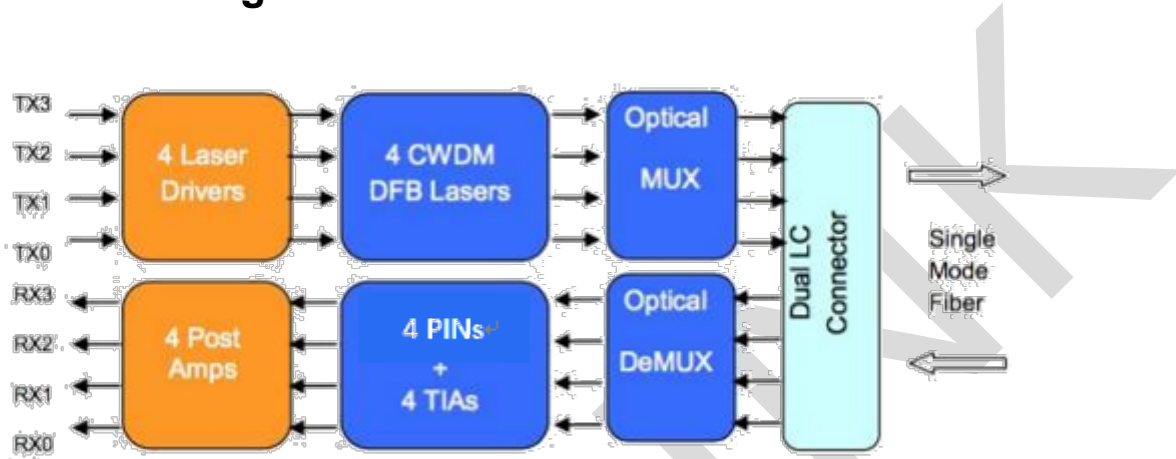 TX3
TX2
TX1
TX0
4 Laser
Drivers
4 CWDM
DFB Lasers
Optical
MUX
RX3
RX2
RX1
RX0
4 Post
Amps
4 PINs↵
+
4 TIAs
Optical
DeMUX
Dual LC
Connector
Single
Mode
Fiber